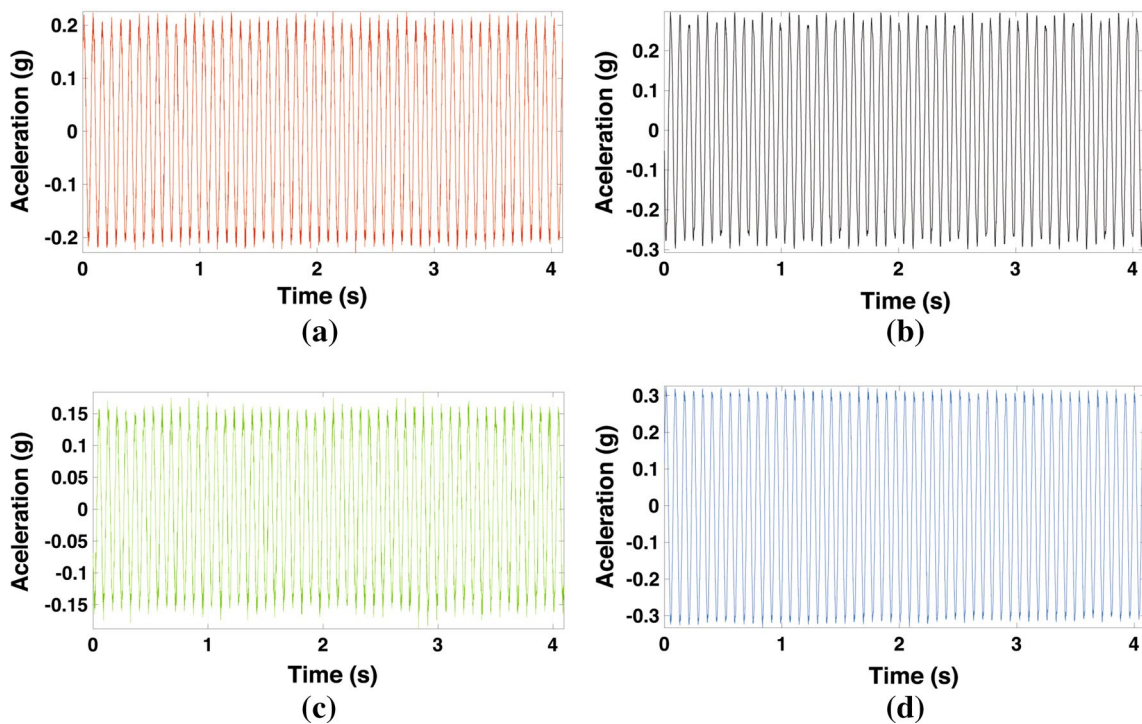 Aceleration (g)
0.2
0.1
0
-0.1
-0.2
0 1 2 3 4
Time (s)
(a)
Aceleration (g)
0.2
0.1
0
-0.1
-0.2
-0.3
0 1 2 3 4
Time (s)
(b)
Aceleration (g)
0.15
0.1
0.05
0
-0.05
-0.1
-0.15
0 1 2 3 4
Time (s)
(c)
Aceleration (g)
0.3
0.2
0.1
0
-0.1
-0.2
-0.3
0 1 2 3 4
Time (s)
(d)